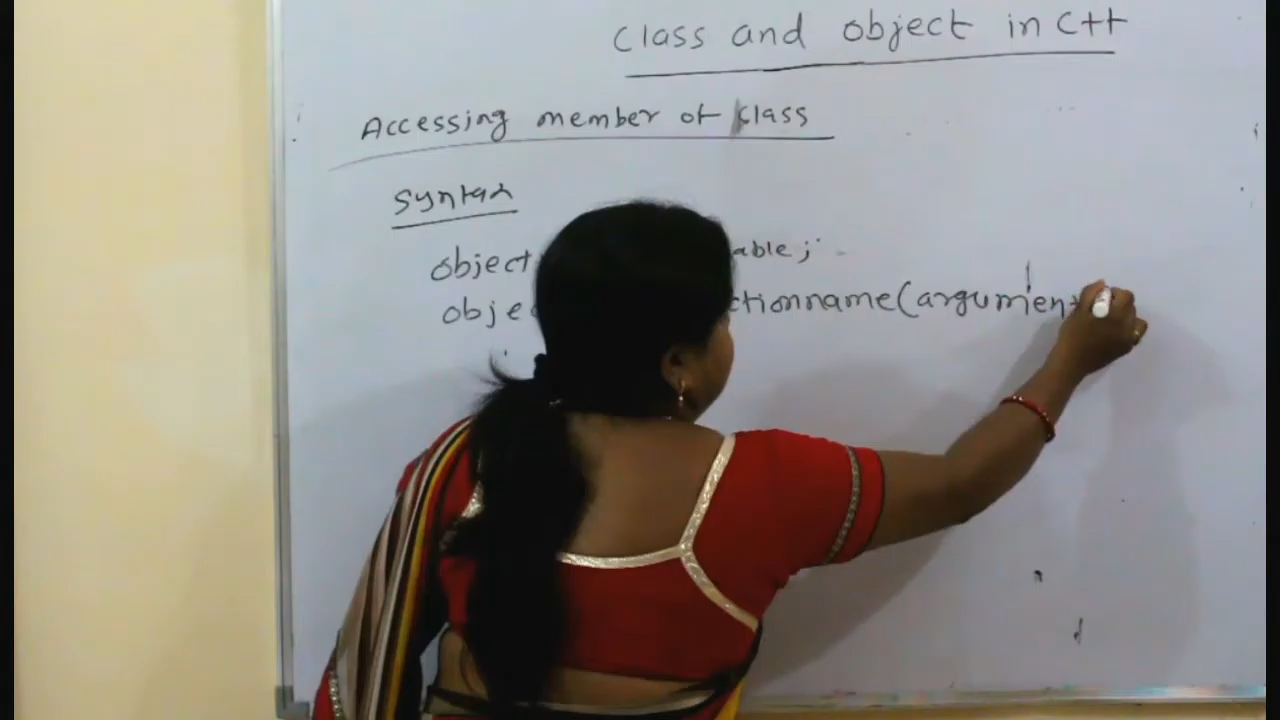 Class and object in C++
Accessing member of class
Syntax
object able;
obje ctionname(argument